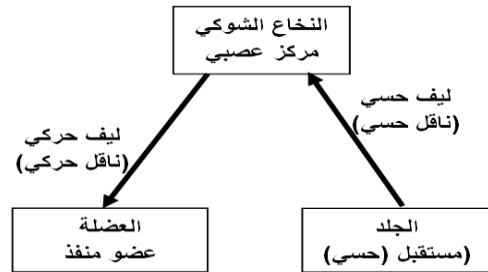 النخاع الشوكي
مركز عصبي
ليف حسي
(ناقل حسي)
ليف حركي
(ناقل حركي)
الجلد
مستقبل (حسي)
العضلة
عضو منفذ